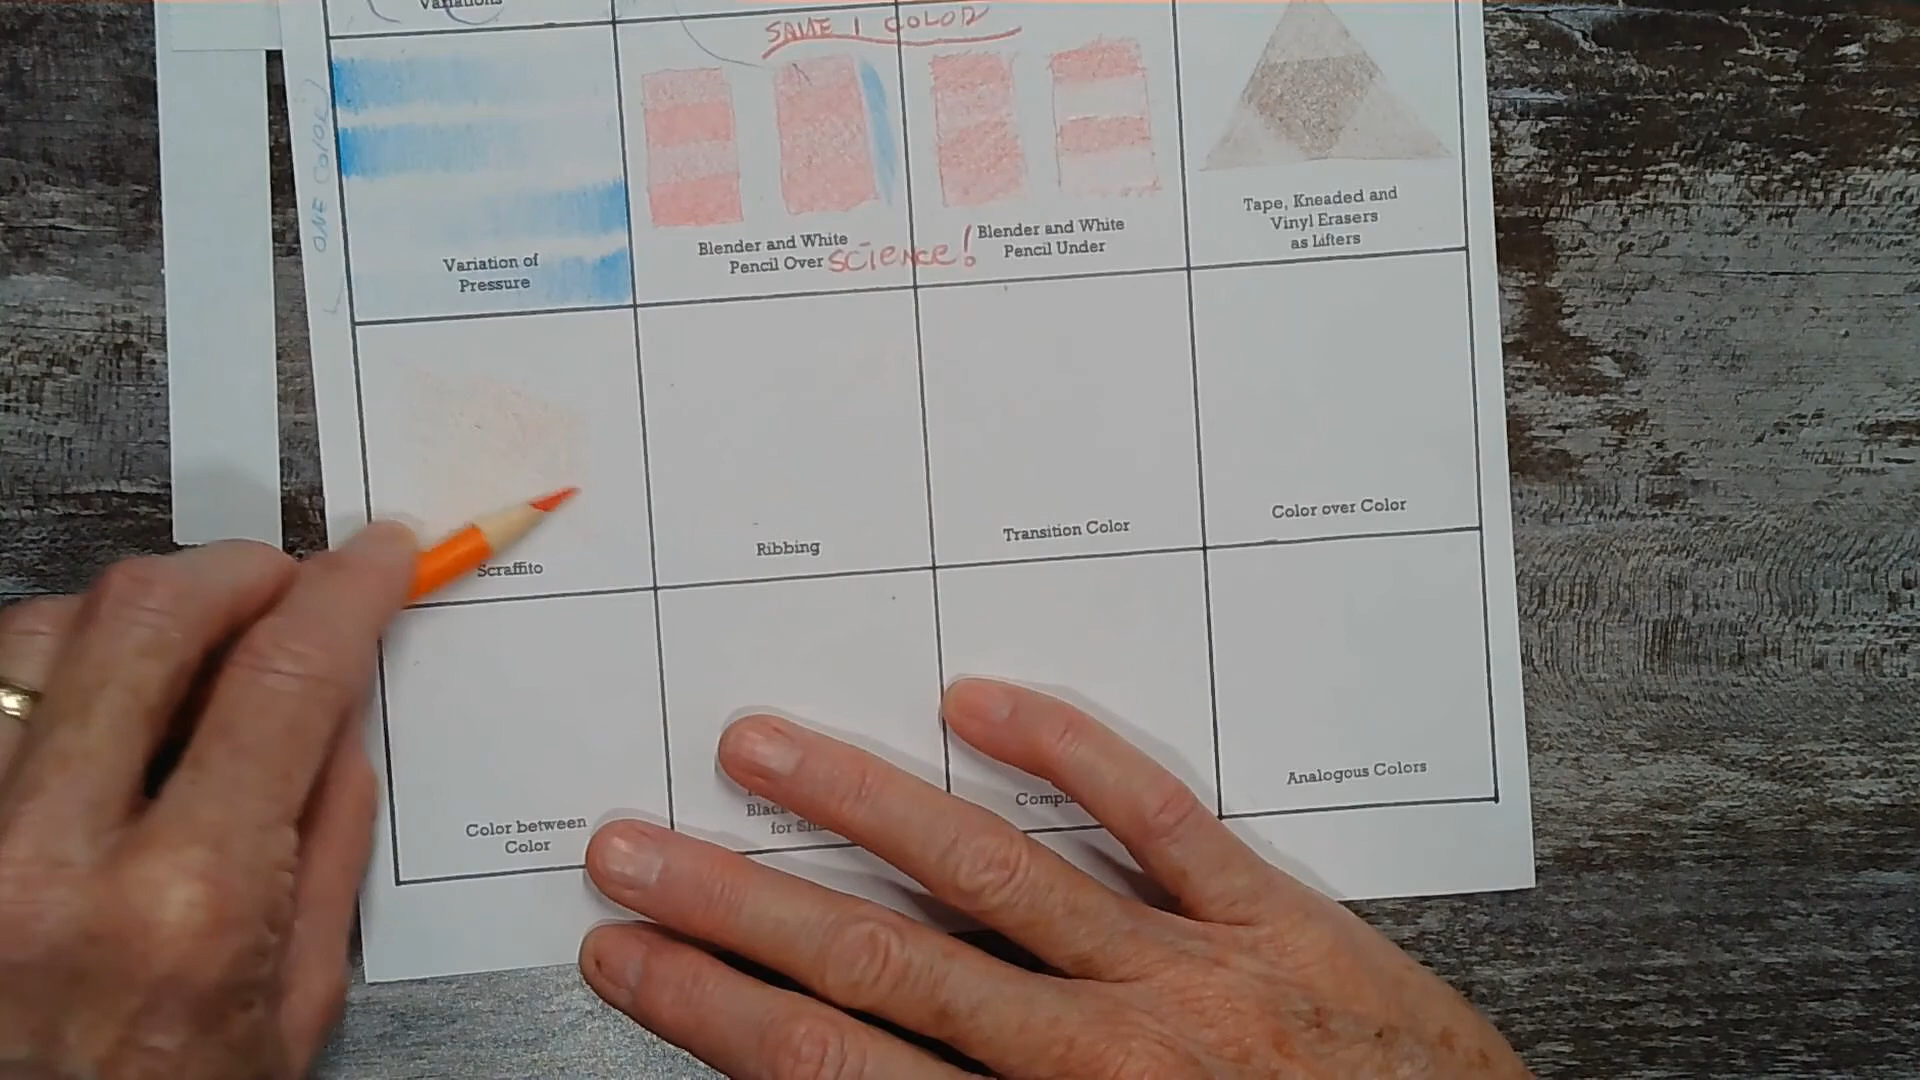 Variations
SAME 1 COLOR
ONE COLOR
Variation of
Pressure
Blender and White
Pencil Over
science!
Blender and White
Pencil Under
Tape, Kneaded and
Vinyl Erasers
as Lifters
Scraffito
Ribbing
Transition Color
Color over Color
Color between
Color
for
Analogous Colors